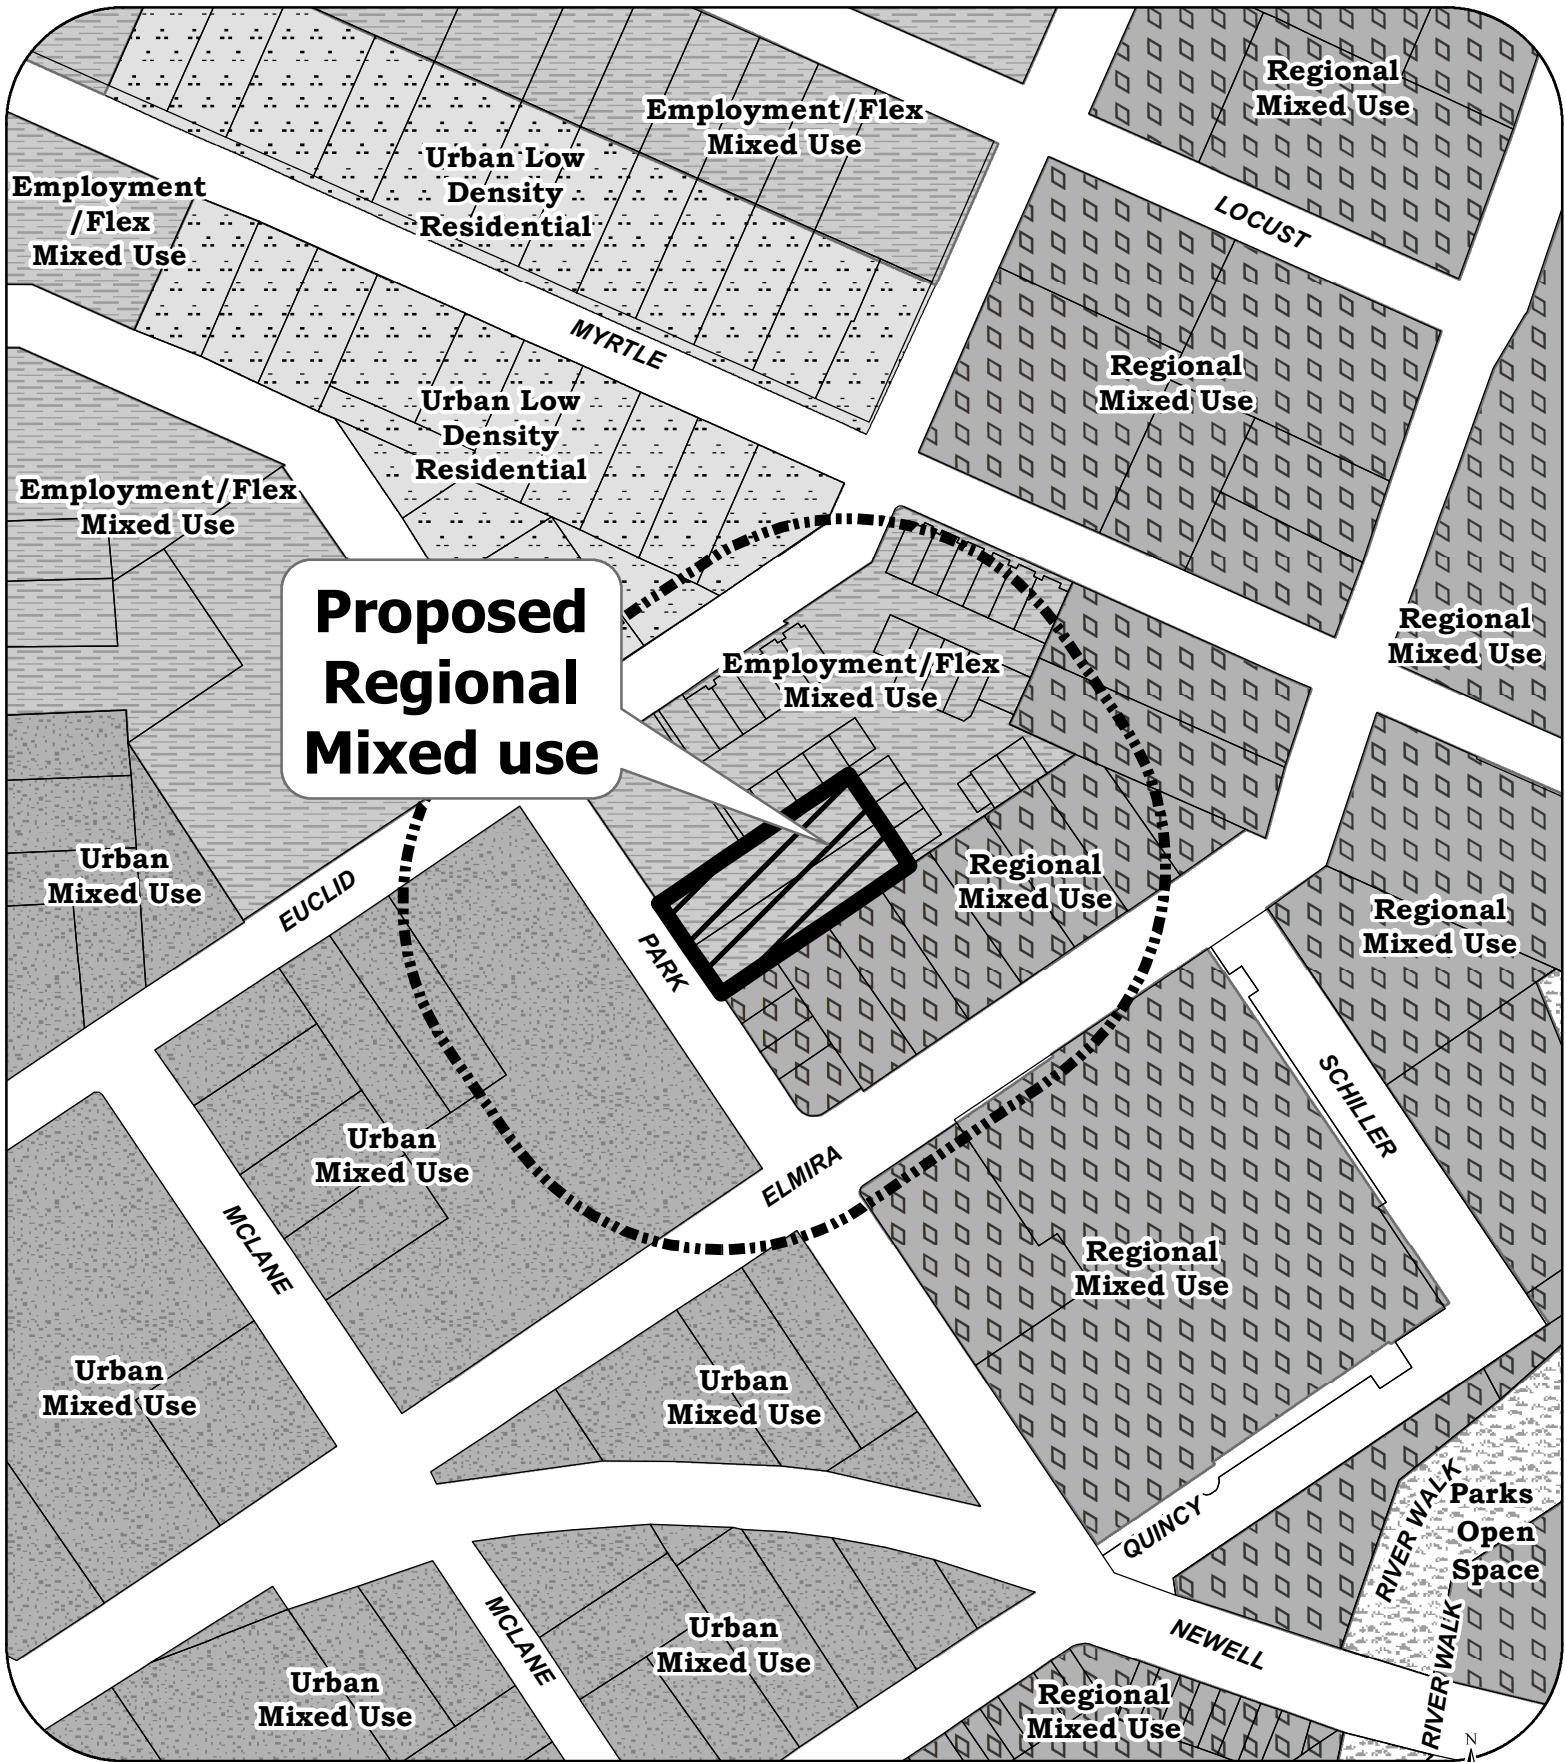 Regional
Mixed Use
Employment/Flex
Mixed Use
Urban Low
Density
Residential
Employment
/Flex
Mixed Use
LOCUST
MYRTLE
Regional
Mixed Use
Urban Low
Density
Residential
Employment/Flex
Mixed Use
Proposed
Regional
Mixed use
Regional
Mixed Use
Employment/Flex
Mixed Use
Urban
Mixed Use
EUCLID
Regional
Mixed Use
Regional
Mixed Use
PARK
SCHILLER
Urban
Mixed Use
ELMIRA
MCLANE
Regional
Mixed Use
Urban
Mixed Use
Urban
Mixed Use
QUINCY
RIVER WALK
Parks
Open
Space
MCLANE
Urban
Mixed Use
NEWELL
RIVER WALK
Urban
Mixed Use
Regional
Mixed Use
N